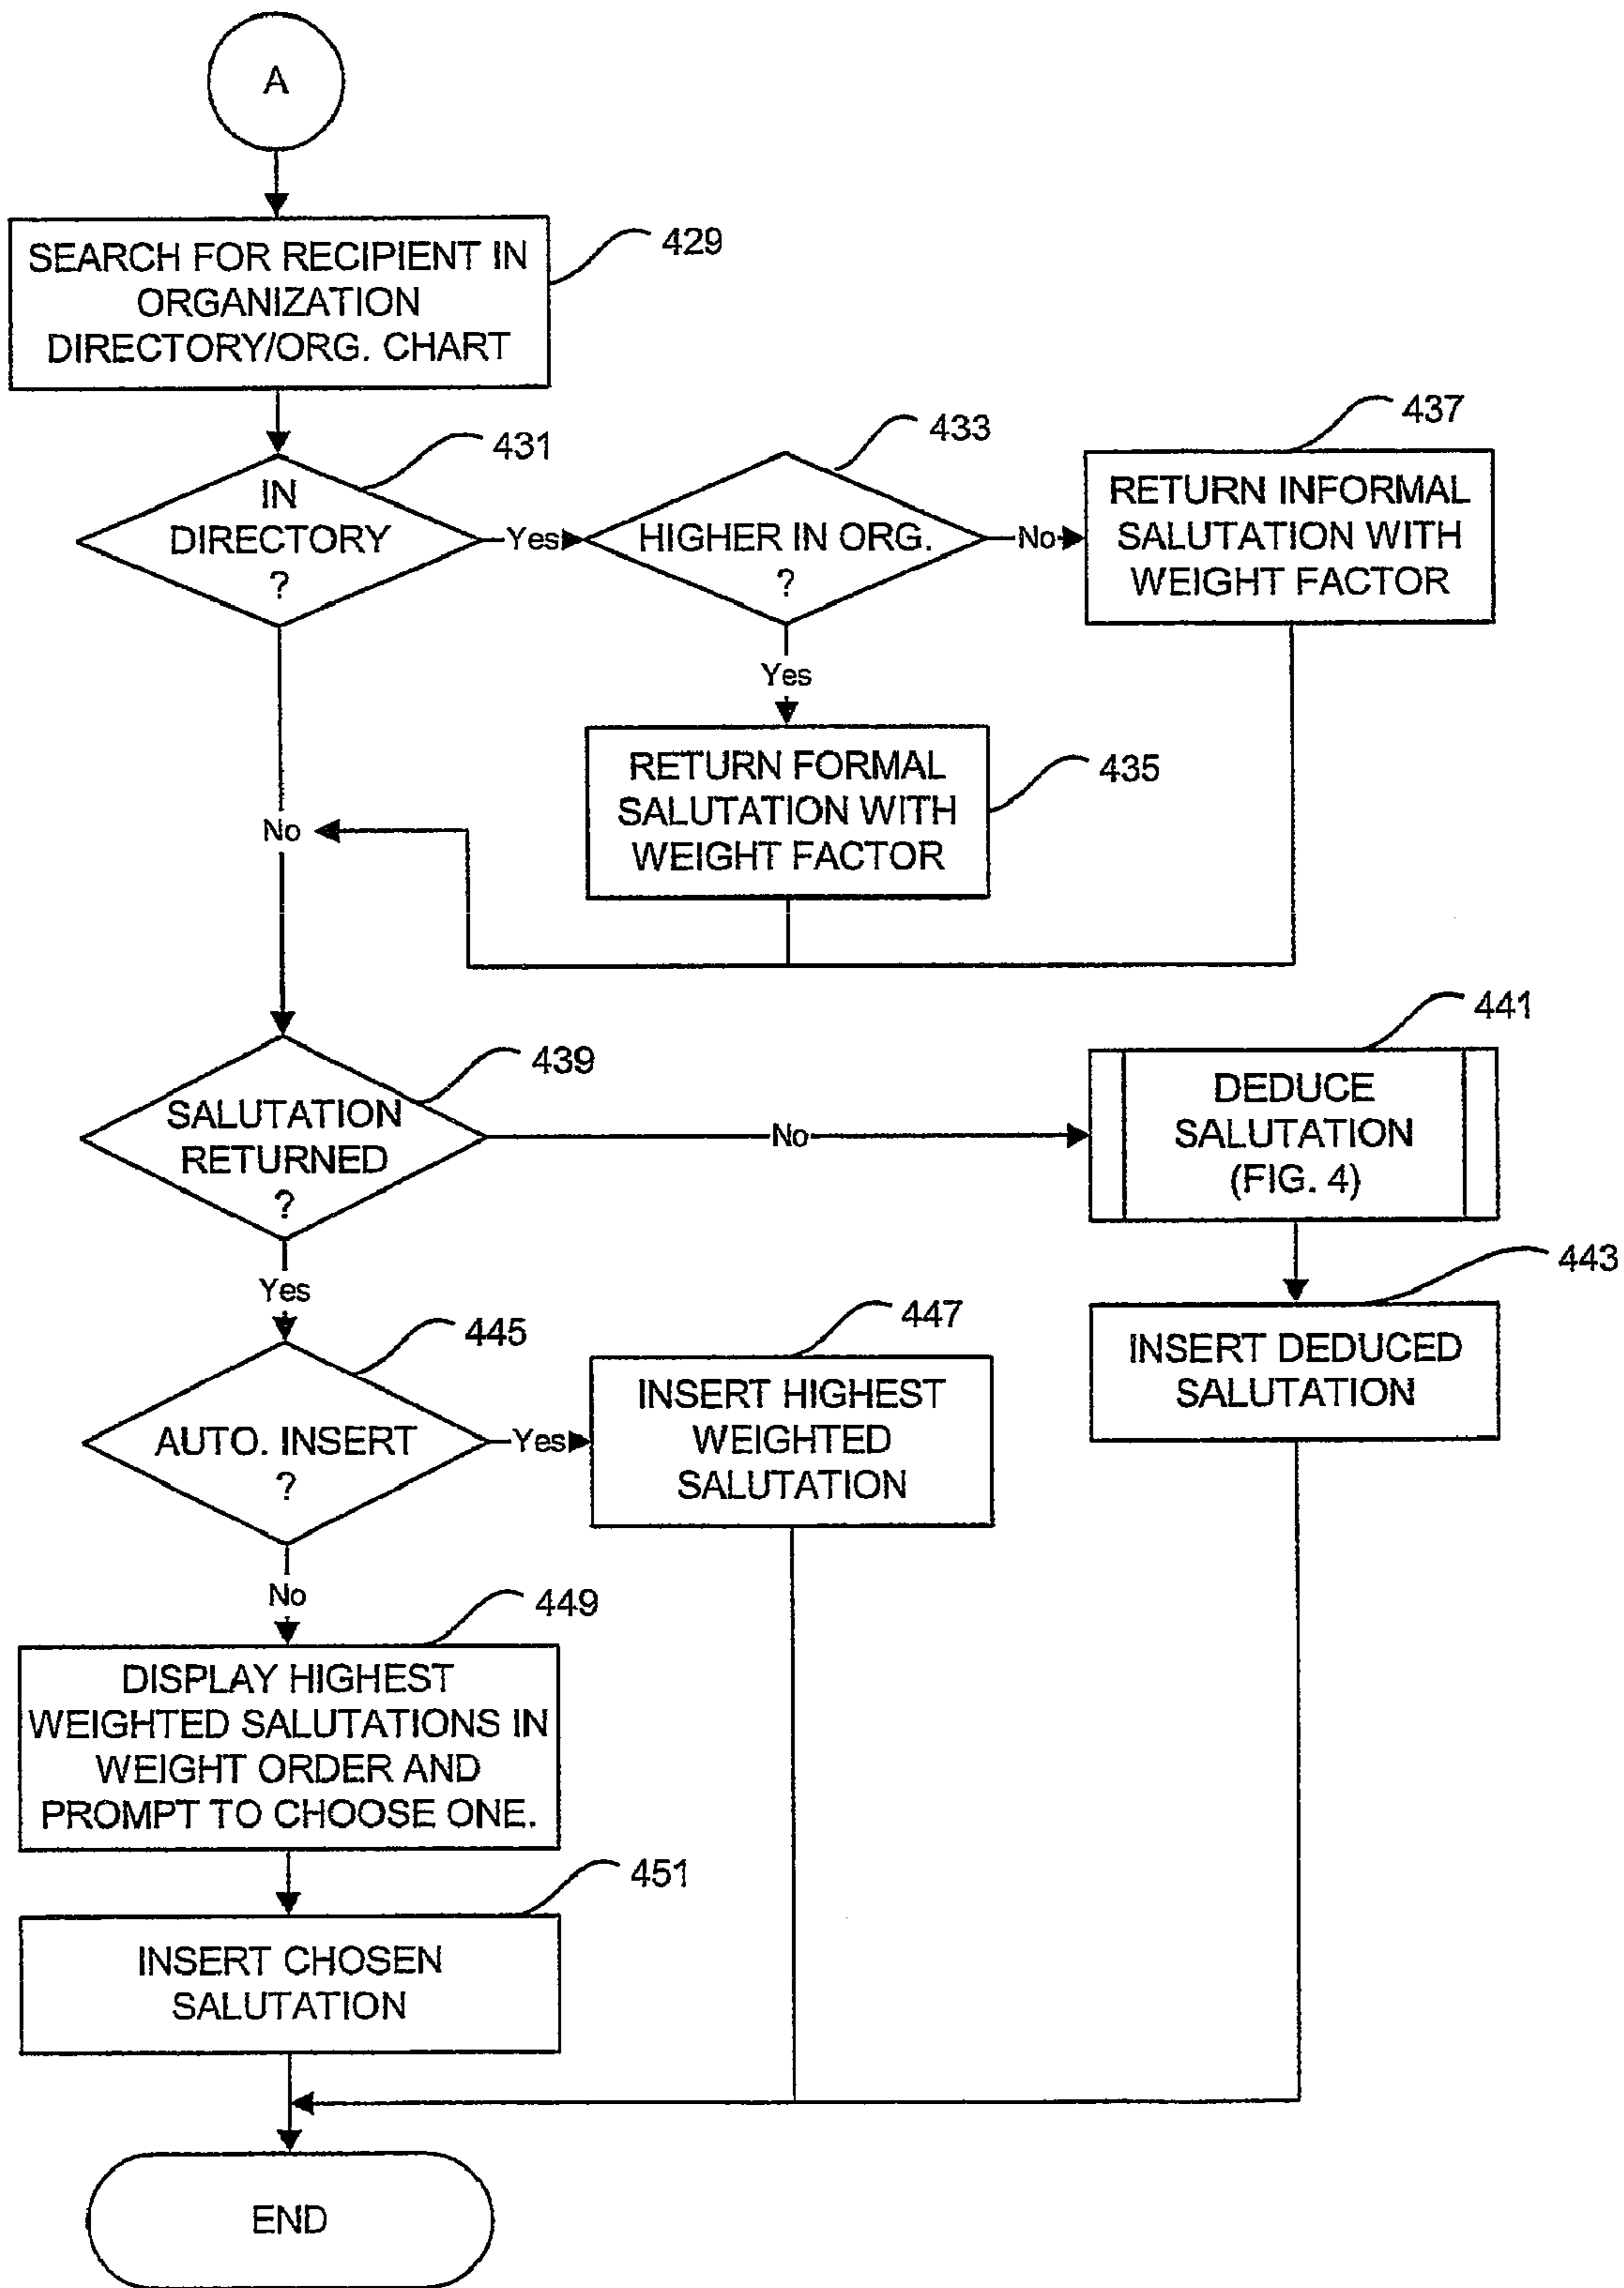 A
429
SEARCH FOR RECIPIENT IN
ORGANIZATION
DIRECTORY/ORG. CHART
431
IN
DIRECTORY
?
Yes
433
HIGHER IN ORG.
?
No
437
RETURN INFORMAL
SALUTATION WITH
WEIGHT FACTOR
Yes
435
RETURN FORMAL
SALUTATION WITH
WEIGHT FACTOR
No
439
SALUTATION
RETURNED
?
No
441
DEDUCE
SALUTATION
(FIG. 4)
443
INSERT DEDUCED
SALUTATION
Yes
445
AUTO. INSERT
?
Yes
447
INSERT HIGHEST
WEIGHTED
SALUTATION
No
449
DISPLAY HIGHEST
WEIGHTED SALUTATIONS IN
WEIGHT ORDER AND
PROMPT TO CHOOSE ONE.
451
INSERT CHOSEN
SALUTATION
END